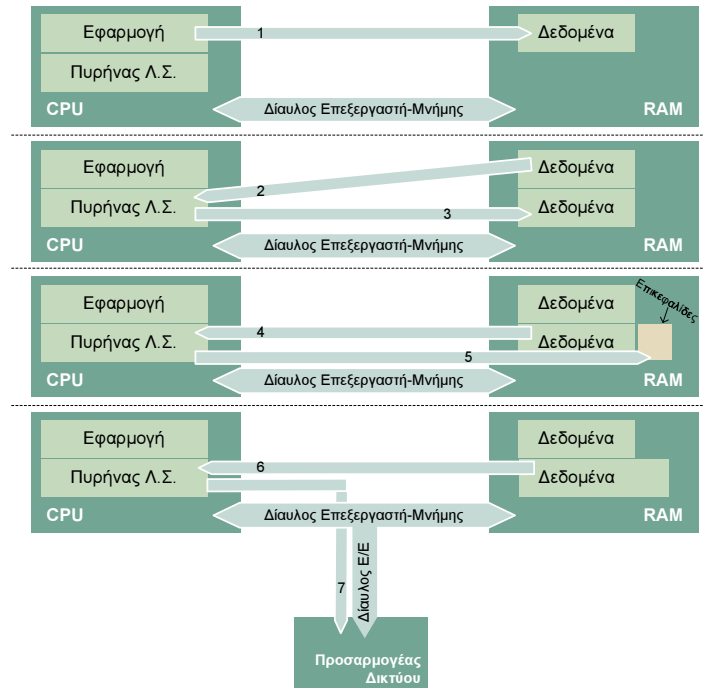 Εφαρμογή
1
Δεδομένα
Πυρήνας Λ.Σ.
CPU
Δίαυλος Επεξεργαστή-Μνήμης
RAM
Εφαρμογή
2
Δεδομένα
Πυρήνας Λ.Σ.
3
Δεδομένα
CPU
Δίαυλος Επεξεργαστή-Μνήμης
RAM
Επικεφαλίδες
Εφαρμογή
Δεδομένα
Πυρήνας Λ.Σ.
4
Δεδομένα
5
CPU
Δίαυλος Επεξεργαστή-Μνήμης
RAM
Εφαρμογή
Δεδομένα
6
Πυρήνας Λ.Σ.
Δεδομένα
CPU
Δίαυλος Επεξεργαστή-Μνήμης
RAM
7
Δίαυλος Ε/Ε
Προσαρμογέας
Δικτύου